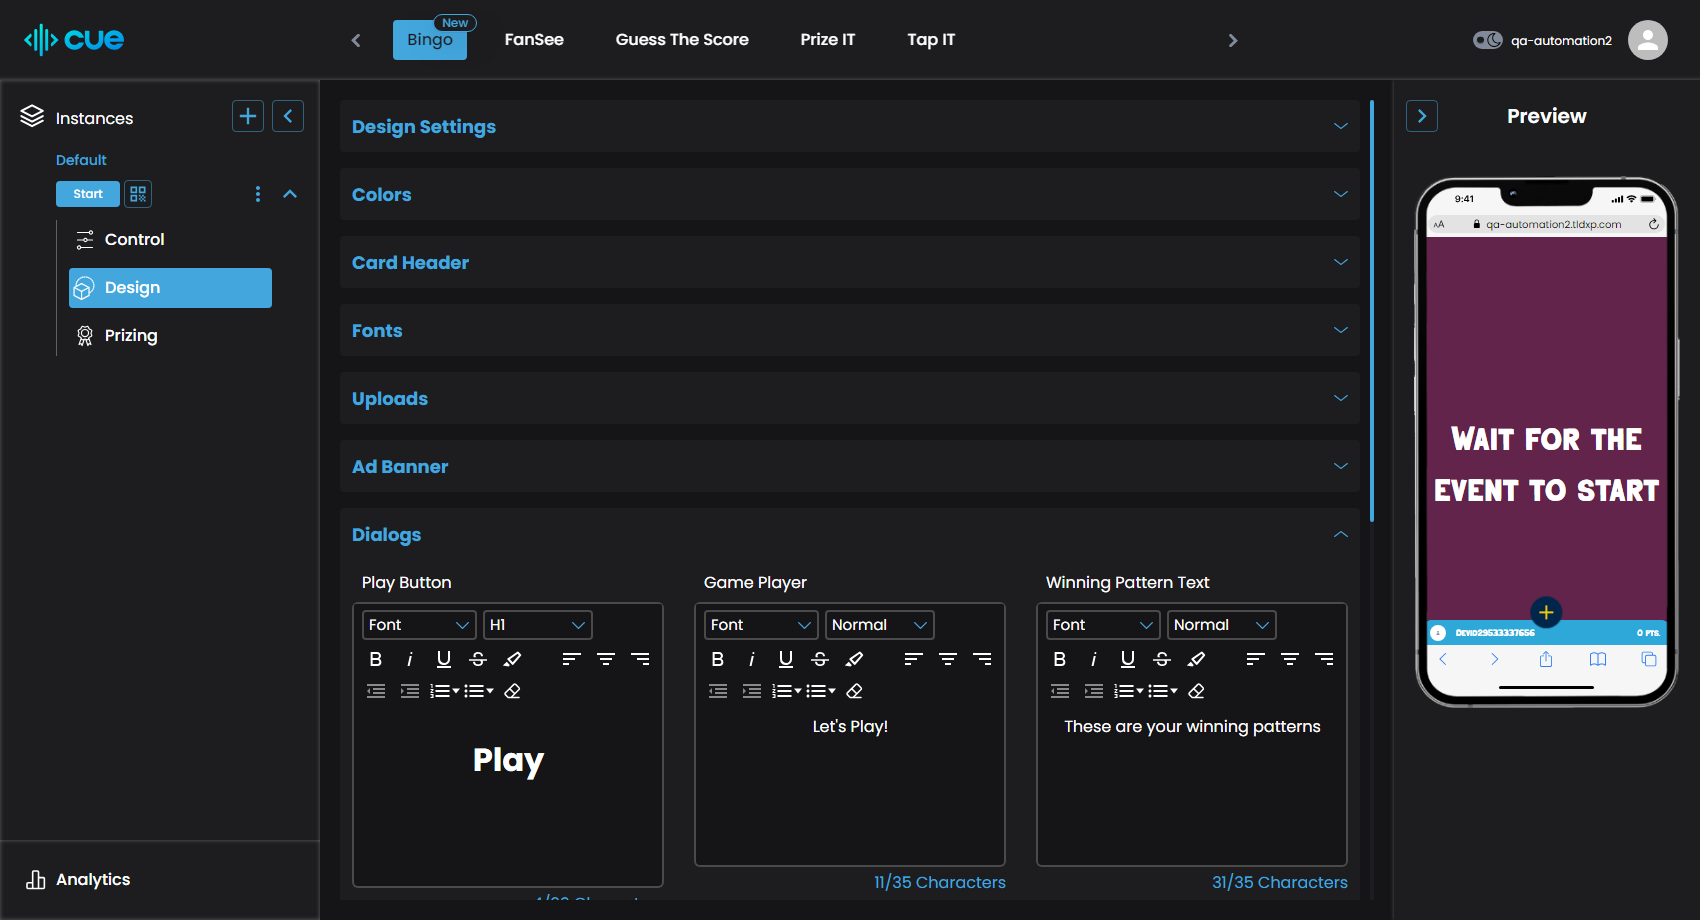 cue
Bingo
New
FanSee
Guess The Score
Prize IT
Tap IT
qa-automation2
Instances
Default
Start
Control
Design
Prizing
Analytics
Design Settings
Colors
Card Header
Fonts
Uploads
Ad Banner
Dialogs
Play Button
Font
H1
Play
Game Player
Font
Normal
Let's Play!
11/35 Characters
Winning Pattern Text
Font
Normal
These are your winning patterns
31/35 Characters
Preview
9:41
AA
qa-automation2.tldxp.com
Wait for the
event to start
DEVID29533337656
0 PTS.